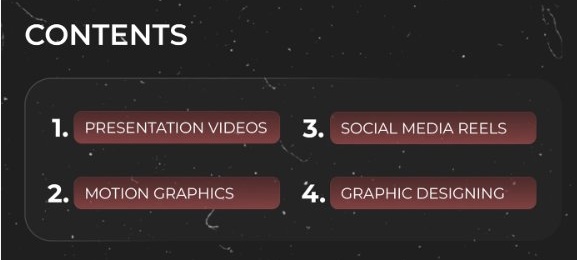 CONTENTS
1. PRESENTATION VIDEOS
2. MOTION GRAPHICS
3. SOCIAL MEDIA REELS
4. GRAPHIC DESIGNING